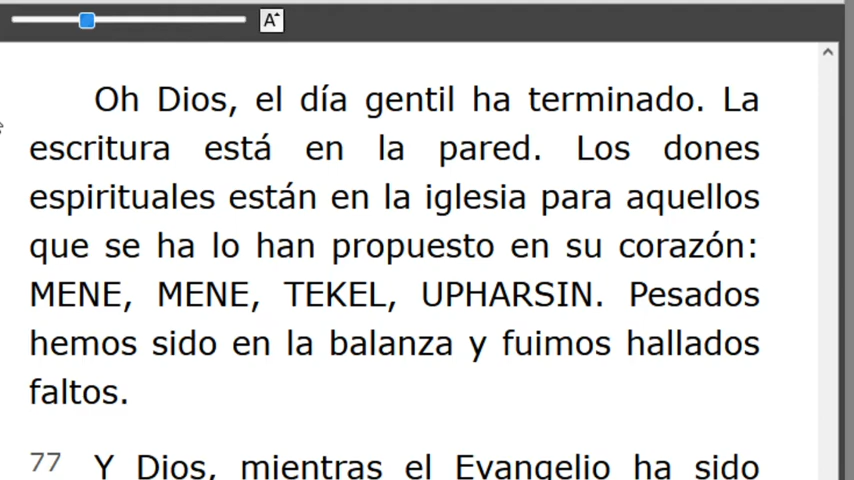 A
Oh Dios, el día gentil ha terminado. La
escritura está en la pared. Los dones
espirituales están en la iglesia para aquellos
que se ha lo han propuesto en su corazón:
MENE, MENE, TEKEL, UPHARSIN. Pesados
hemos sido en la balanza y fuimos hallados
faltos.
77 Y Dios, mientras el Evangelio ha sido